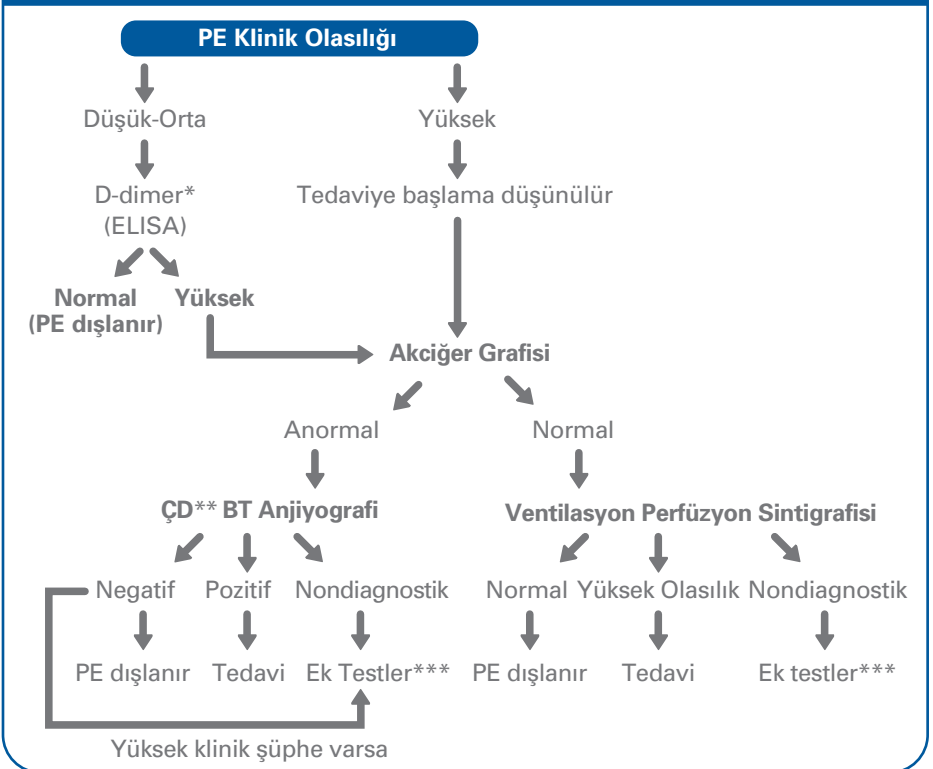 PE Klinik Olasılığı
Düşük-Orta
Yüksek
D-dimer*
(ELISA)
Tedaviye başlama düşünülür
Normal
(PE dışlanır)
Yüksek
Akciğer Grafisi
Anormal
Normal
ÇD** BT Anjiyografi
Ventilasyon Perfüzyon Sintigrafisi
Negatif
Pozitif
Nondiagnostik
Normal
Yüksek Olasılık
Nondiagnostik
PE dışlanır
Tedavi
Ek Testler***
PE dışlanır
Tedavi
Ek testler***
Yüksek klinik şüphe varsa